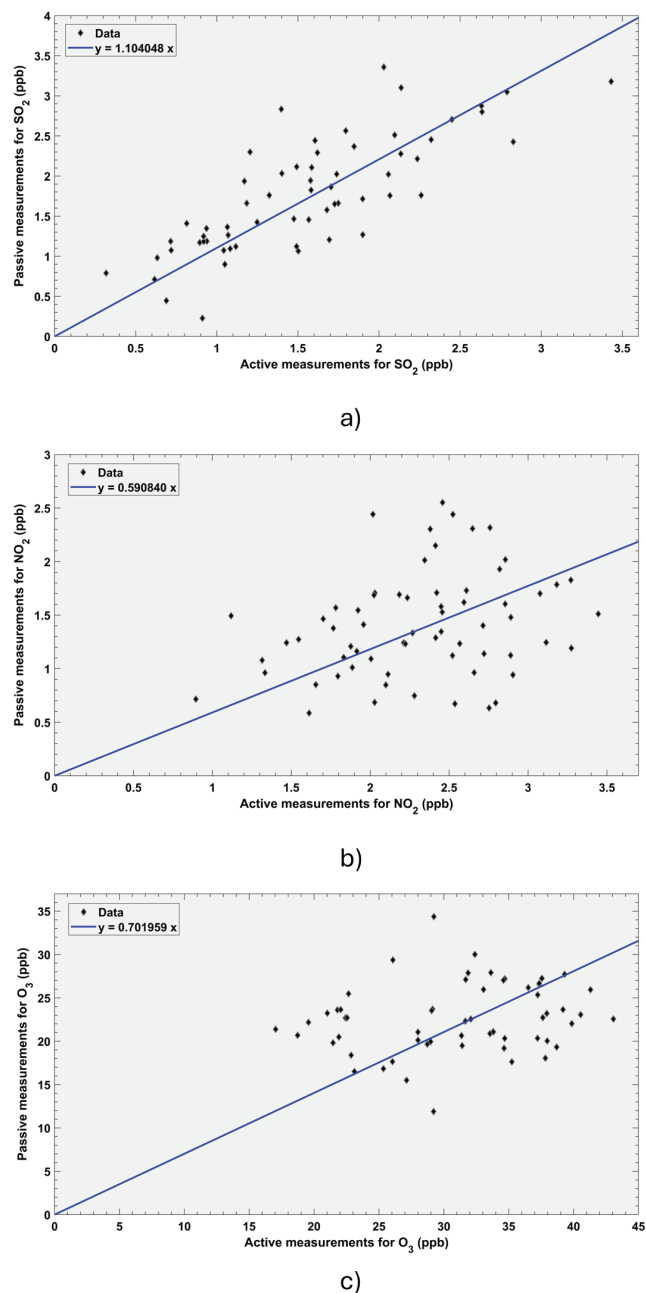 4
3.5
3
2.5
2
1.5
1
0.5
0
Passive measurements for SO2 (ppb)
Data
y = 1.104048 x
0 0.5 1 1.5 2 2.5 3 3.5
Active measurements for SO2 (ppb)
a)
3
2.5
2
1.5
1
0.5
0
Passive measurements for NO2 (ppb)
Data
y = 0.590840 x
0 0.5 1 1.5 2 2.5 3 3.5
Active measurements for NO2 (ppb)
b)
35
30
25
20
15
10
5
0
Passive measurements for O3 (ppb)
Data
y = 0.701959 x
0 5 10 15 20 25 30 35 40 45
Active measurements for O3 (ppb)
c)